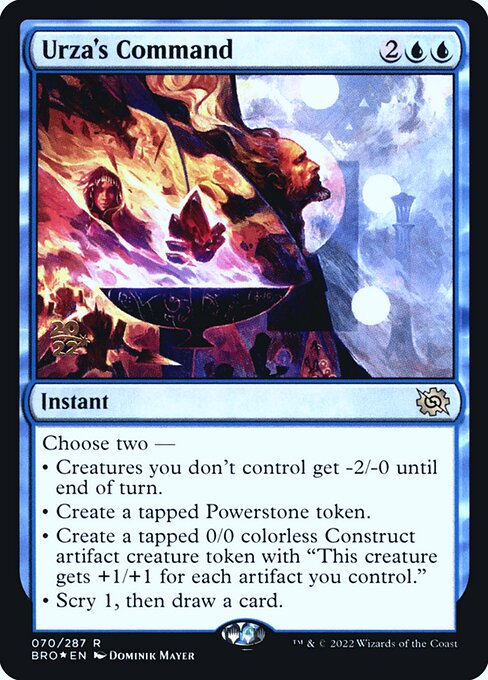 Urza's Command 2
20
22
Instant
Choose two —
• Creatures you don't control get -2/-0 until
end of turn.
• Create a tapped Powerstone token.
• Create a tapped 0/0 colorless Construct
artifact creature token with “This creature
gets +1/+1 for each artifact you control.”
• Scry 1, then draw a card.
070/287 R
BRO★EN Dominik Mayer
™ & © 2022 Wizards of the Coast